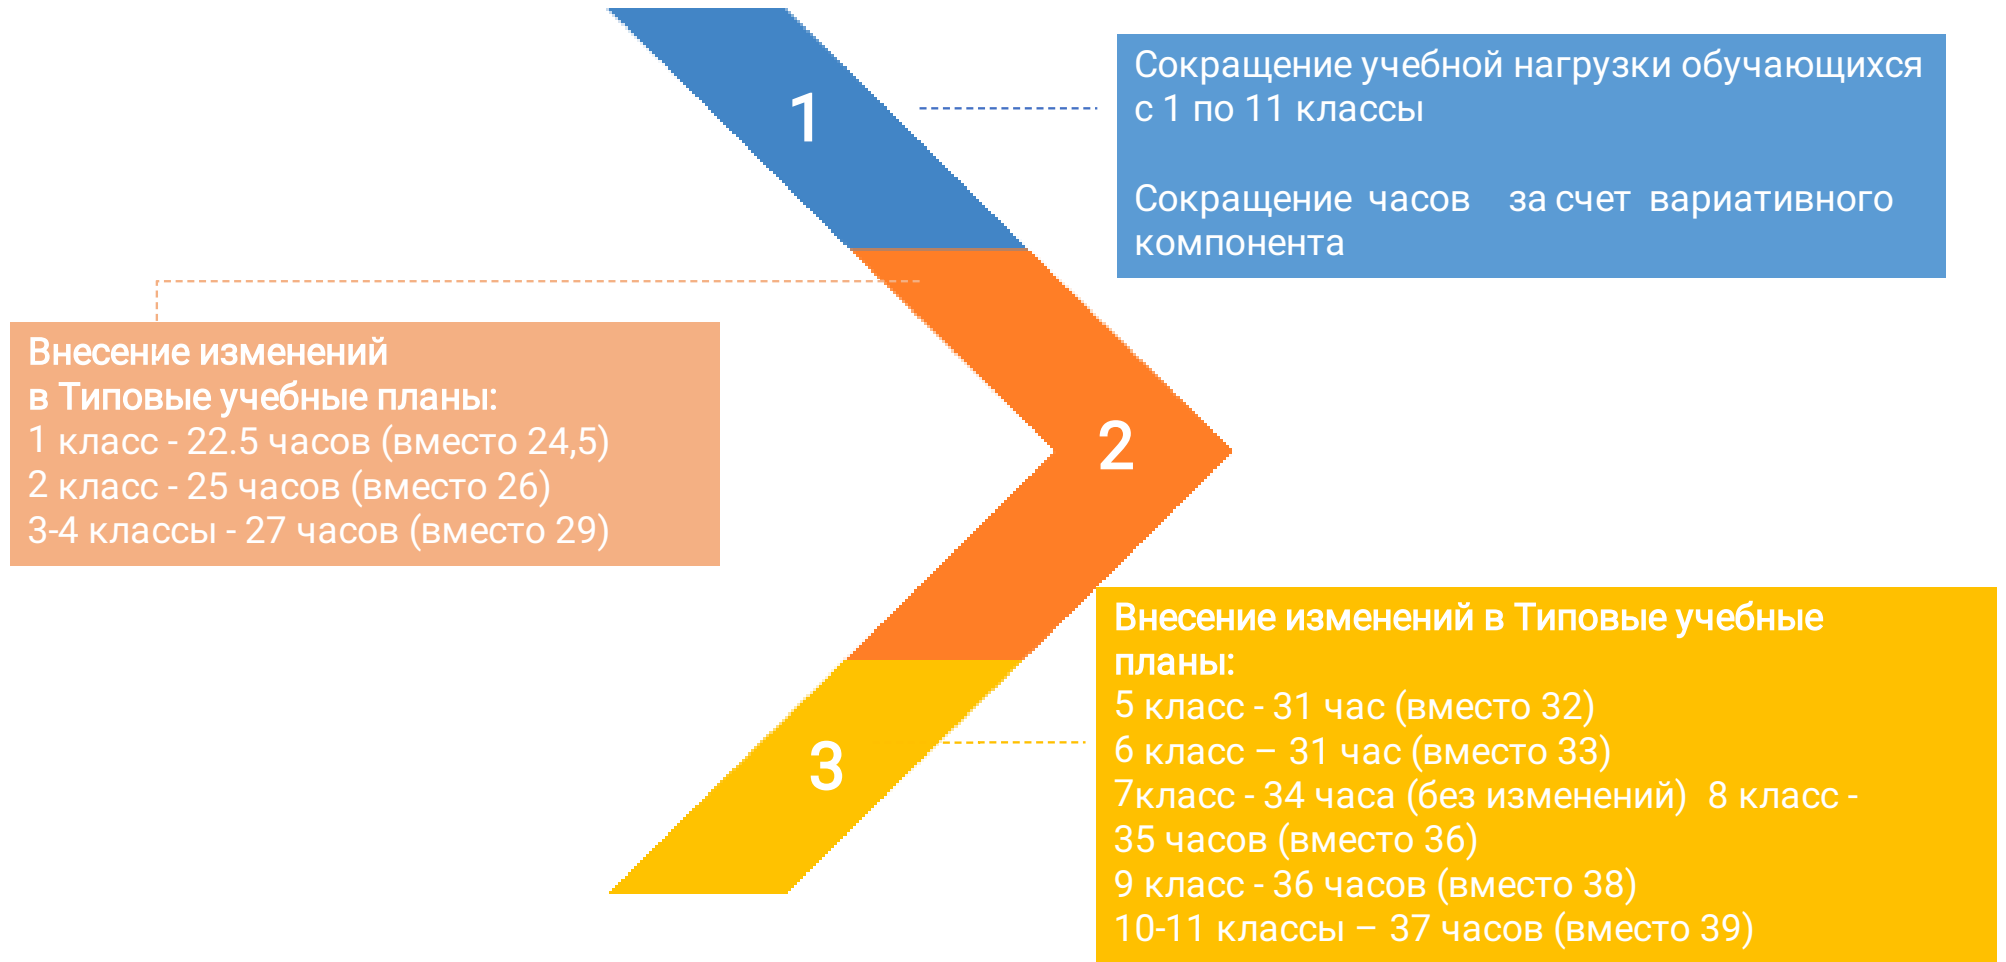 1
Сокращение учебной нагрузки обучающихся
с 1 по 11 классы
Сокращение часов за счет вариативного
компонента
2
Внесение изменений
в Типовые учебные планы:
1 класс - 22.5 часов (вместо 24,5)
2 класс - 25 часов (вместо 26)
3-4 классы - 27 часов (вместо 29)
3
Внесение изменений в Типовые учебные
планы:
5 класс - 31 час (вместо 32)
6 класс – 31 час (вместо 33)
7класс - 34 часа (без изменений) 8 класс -
35 часов (вместо 36)
9 класс - 36 часов (вместо 38)
10-11 классы – 37 часов (вместо 39)